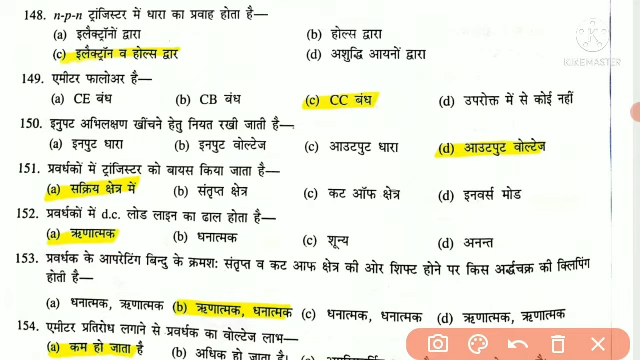 148. n-p-n ट्रांजिस्टर में धारा का प्रवाह होता है—
(a) इलैक्ट्रॉनों द्वारा (b) होल्स द्वारा
(c) इलैक्ट्रॉन व होल्स द्वार (d) अशुद्धि आयनों द्वारा
149. एमीटर फालोअर है—
(a) CE बंध (b) CB बंध (c) CC बंध (d) उपरोक्त में से कोई नहीं
150. इनुपट अभिलक्षण खींचने हेतु नियत रखी जाती है—
(a) इनपुट धारा (b) इनपुट वोल्टेज (c) आउटपुट धारा (d) आउटपुट वोल्टेज
151. प्रवर्धकों में ट्रांजिस्टर को बायस किया जाता है—
(a) सक्रिय क्षेत्र में (b) संतृप्त क्षेत्र (c) कट ऑफ क्षेत्र (d) इनवर्स मोड
152. प्रवर्धकों में d.c. लोड लाइन का ढाल होता है—
(a) ऋणात्मक (b) धनात्मक (c) शून्य (d) अनन्त
153. प्रवर्धक के आपरेटिंग बिन्दु के क्रमश: संतृप्त व कट आफ क्षेत्र की ओर शिफ्ट होने पर किस अर्द्धचक्र की क्लिपिंग
होती है—
(a) धनात्मक, ऋणात्मक (b) ऋणात्मक, धनात्मक (c) धनात्मक, धनात्मक (d) ऋणात्मक, ऋणात्मक
154. एमीटर प्रतिरोध लगाने से प्रवर्धक का वोल्टेज लाभ—
(a) कम हो जाता है (b) अधिक हो जाता है।
KINEMASTER